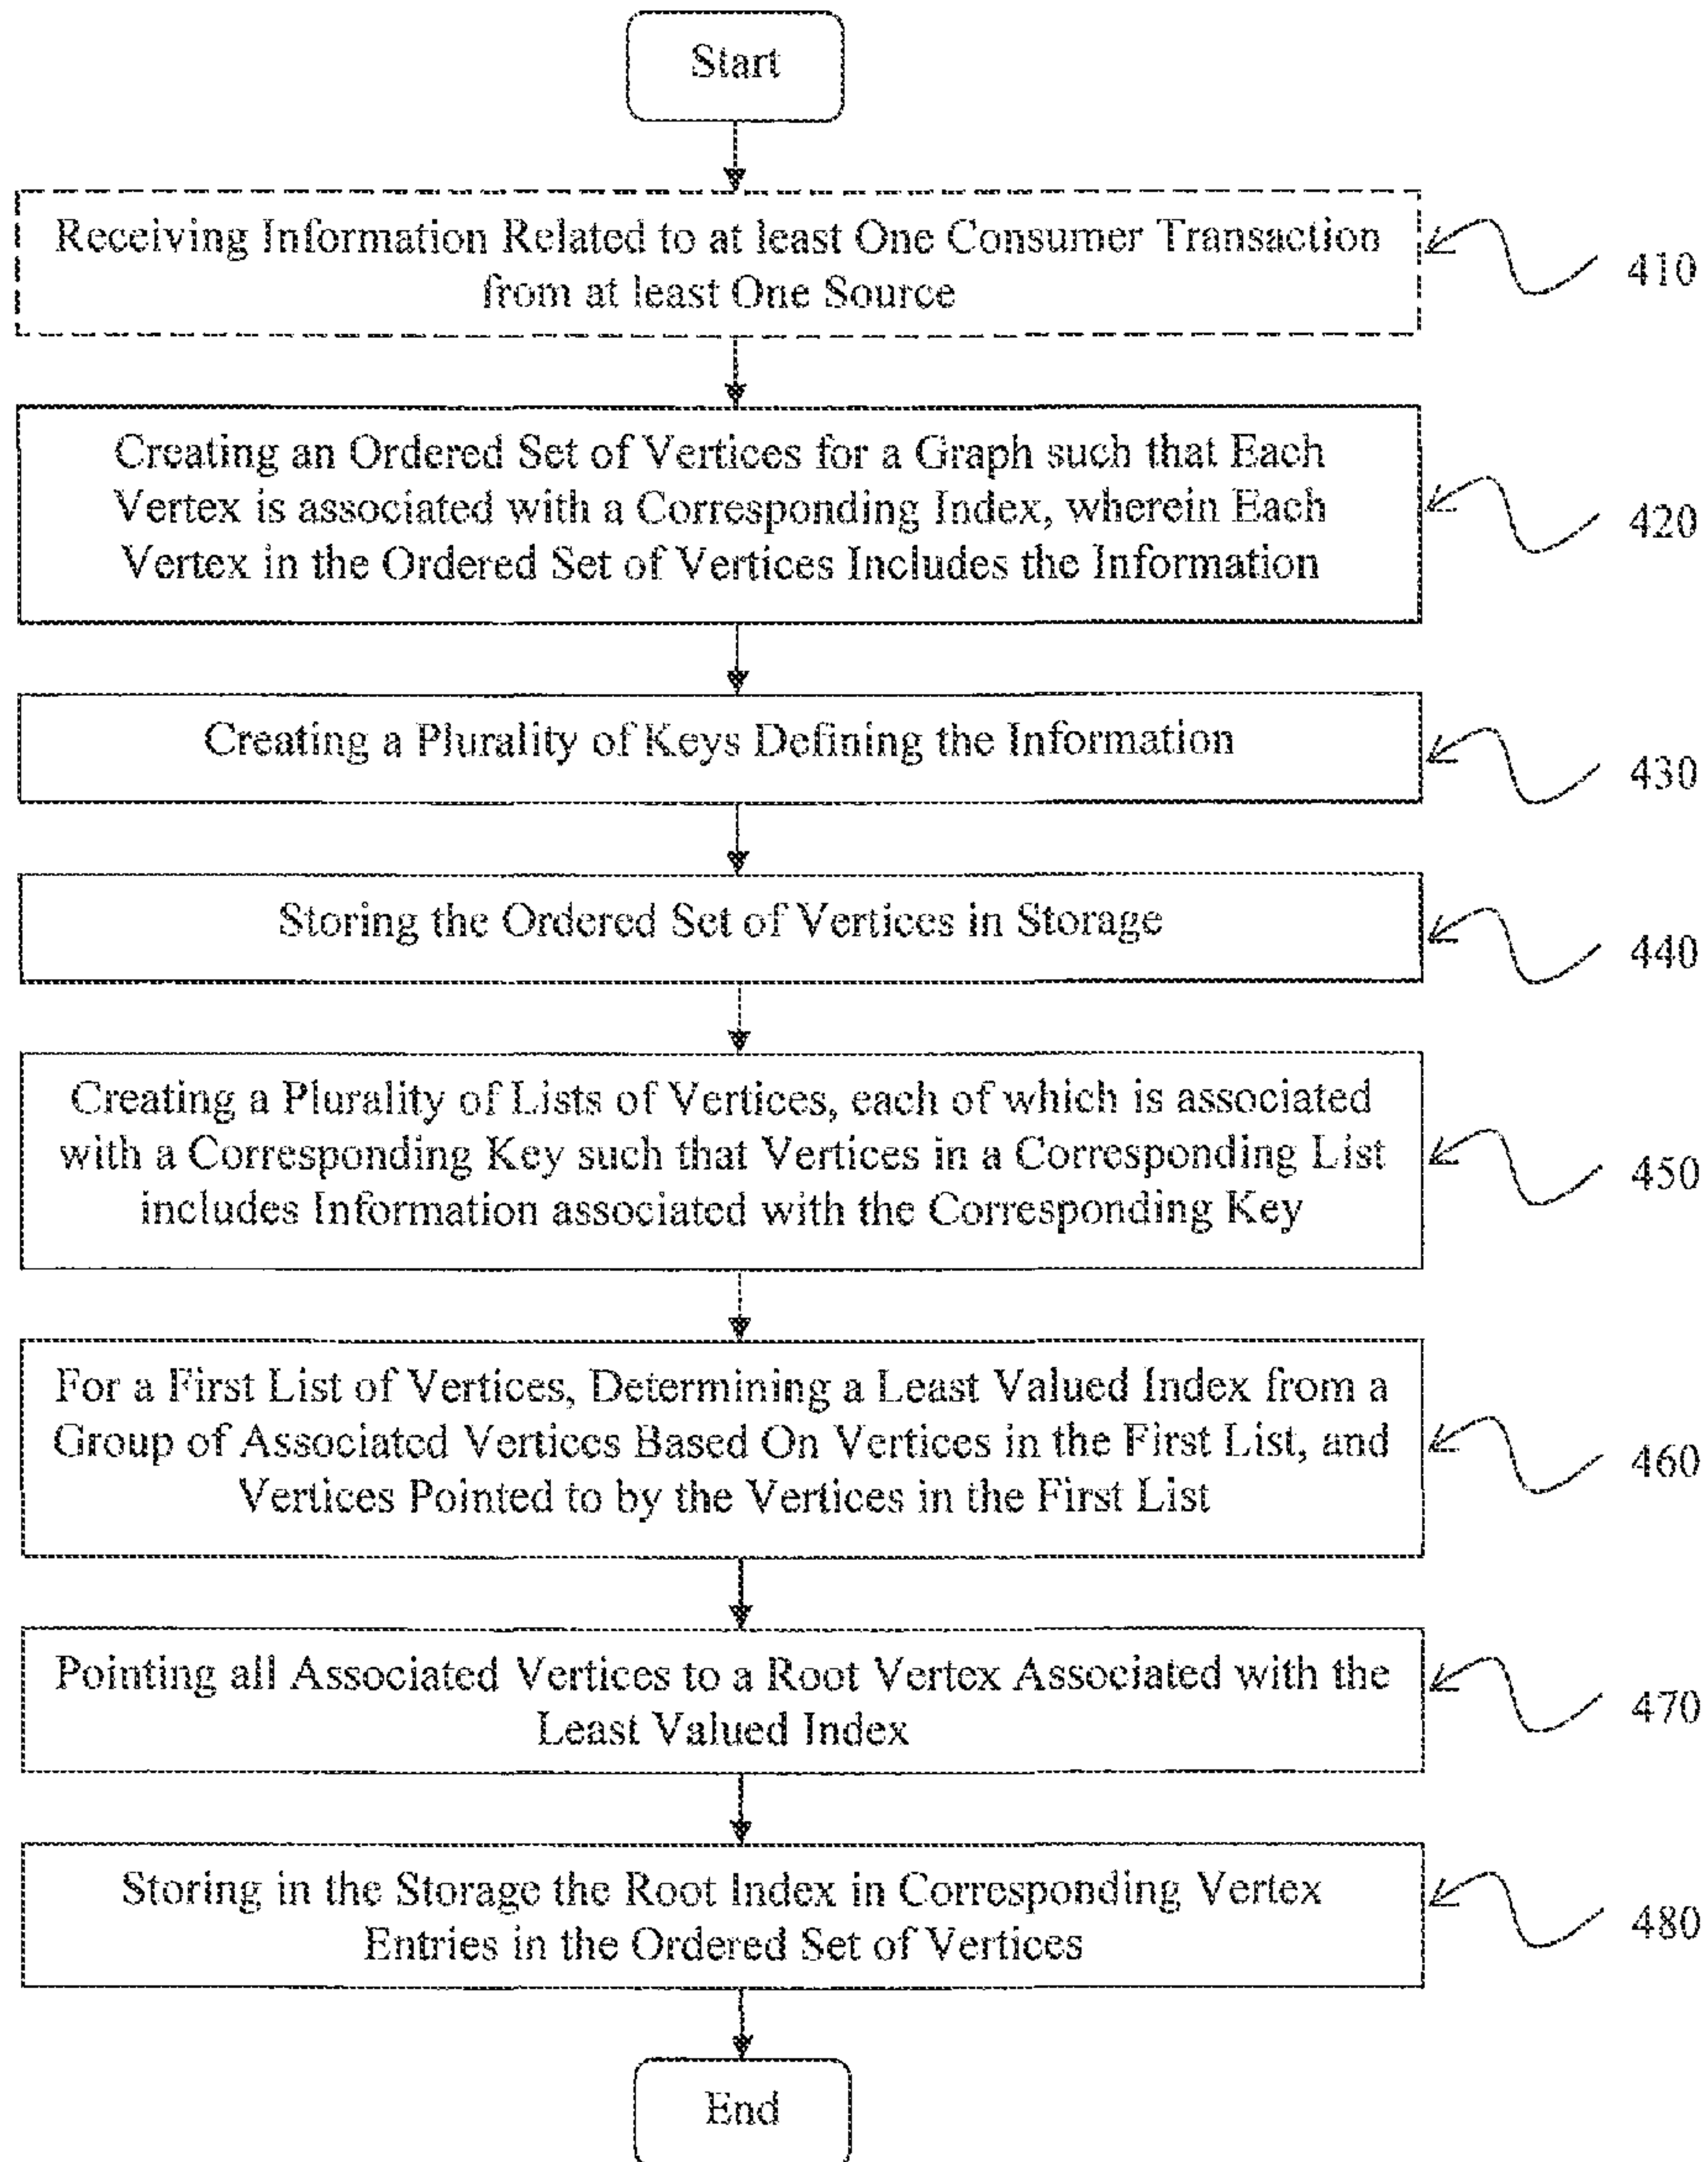 Start
Receiving Information Related to at least One Consumer Transaction
from at least One Source
410
Creating an Ordered Set of Vertices for a Graph such that Each
Vertex is associated with a Corresponding Index, wherein Each
Vertex in the Ordered Set of Vertices Includes the Information
420
Creating a Plurality of Keys Defining the Information
430
Storing the Ordered Set of Vertices in Storage
440
Creating a Plurality of Lists of Vertices, each of which is associated
with a Corresponding Key such that Vertices in a Corresponding List
includes Information associated with the Corresponding Key
450
For a First List of Vertices, Determining a Least Valued Index from a
Group of Associated Vertices Based On Vertices in the First List, and
Vertices Pointed to by the Vertices in the First List
460
Pointing all Associated Vertices to a Root Vertex Associated with the
Least Valued Index
470
Storing in the Storage the Root Index in Corresponding Vertex
Entries in the Ordered Set of Vertices
480
End